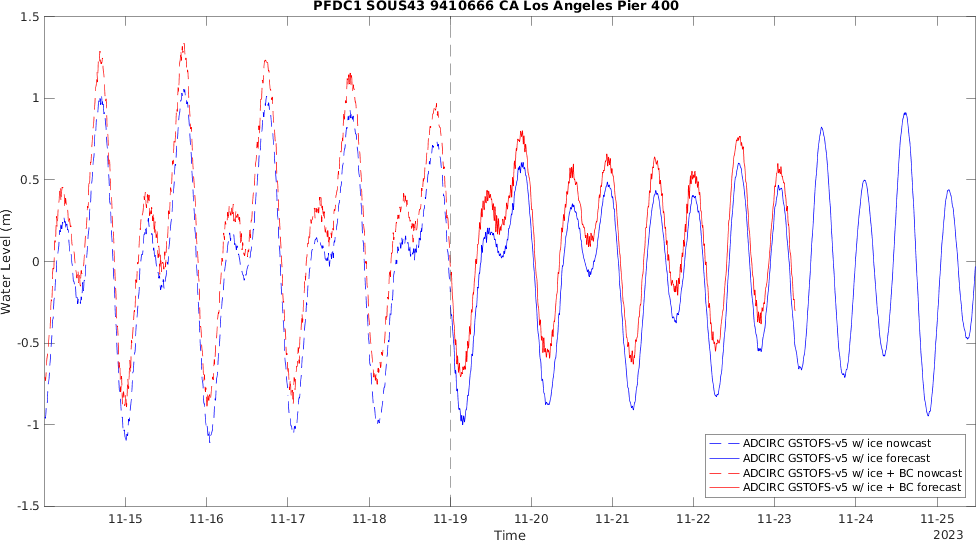 PFDC1 SOUS43 9410666 CA Los Angeles Pier 400
1.5
1
0.5
0
-0.5
-1
-1.5
Water Level (m)
11-15 11-16 11-17 11-18 11-19 11-20 11-21 11-22 11-23 11-24 11-25
Time
2023
ADCIRC GSTOFS-v5 w/ ice nowcast
ADCIRC GSTOFS-v5 w/ ice forecast
ADCIRC GSTOFS-v5 w/ ice + BC nowcast
ADCIRC GSTOFS-v5 w/ ice + BC forecast